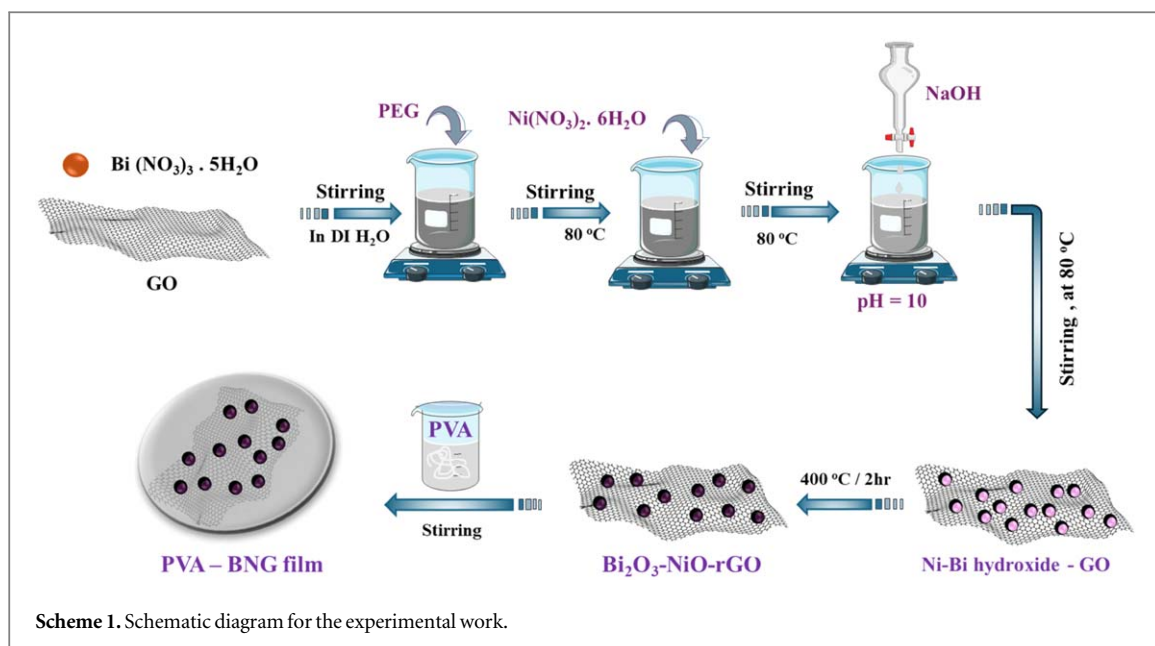 Bi (NO₃)₃ . 5H₂O
GO
Stirring
In DI H₂O
PEG
Stirring
80 °C
Ni(NO₃)₂. 6H₂O
Stirring
80 °C
NaOH
pH = 10
Stirring , at 80 °C
Ni-Bi hydroxide - GO
400 °C / 2hr
Bi₂O₃-NiO-rGO
PVA
Stirring
PVA – BNG film
Scheme 1. Schematic diagram for the experimental work.